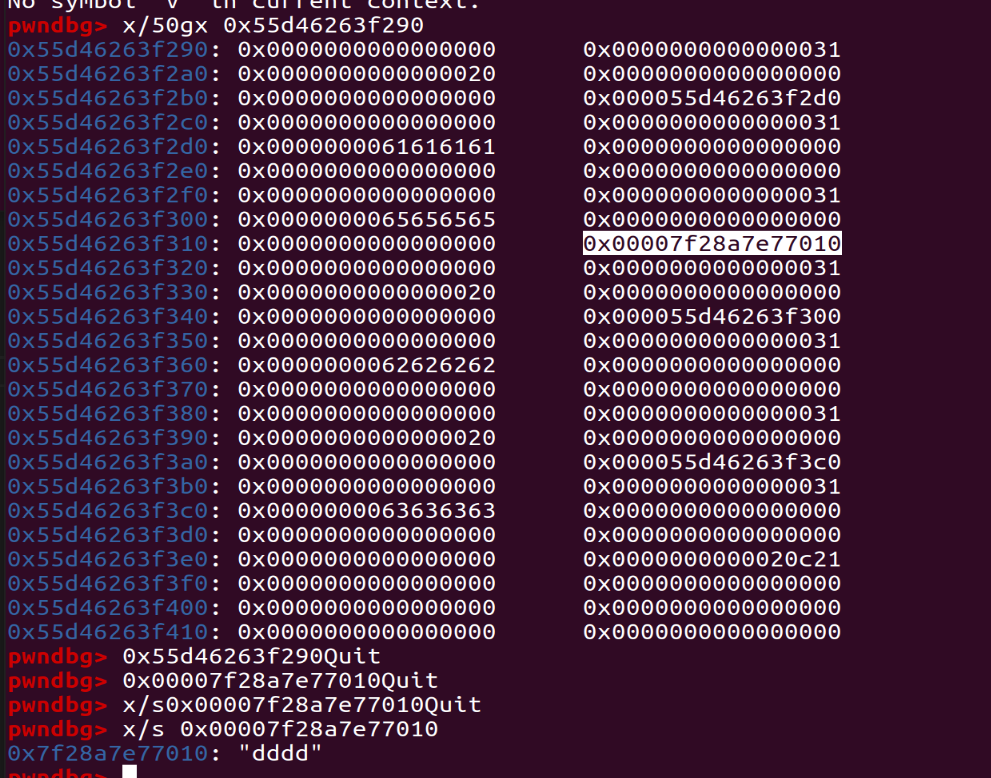 No symbol "v" in current context.
pwndbg> x/50gx 0x55d46263f290
0x55d46263f290: 0x0000000000000000 0x0000000000000031
0x55d46263f2a0: 0x0000000000000020 0x0000000000000000
0x55d46263f2b0: 0x0000000000000000 0x000055d46263f2d0
0x55d46263f2c0: 0x0000000000000000 0x0000000000000031
0x55d46263f2d0: 0x0000000061616161 0x0000000000000000
0x55d46263f2e0: 0x0000000000000000 0x0000000000000000
0x55d46263f2f0: 0x0000000000000000 0x0000000000000031
0x55d46263f300: 0x0000000065656565 0x0000000000000000
0x55d46263f310: 0x0000000000000000 0x00007f28a7e77010
0x55d46263f320: 0x0000000000000000 0x0000000000000031
0x55d46263f330: 0x0000000000000020 0x0000000000000000
0x55d46263f340: 0x0000000000000000 0x000055d46263f300
0x55d46263f350: 0x0000000000000000 0x0000000000000031
0x55d46263f360: 0x0000000062626262 0x0000000000000000
0x55d46263f370: 0x0000000000000000 0x0000000000000000
0x55d46263f380: 0x0000000000000000 0x0000000000000031
0x55d46263f390: 0x0000000000000020 0x0000000000000000
0x55d46263f3a0: 0x0000000000000000 0x000055d46263f3c0
0x55d46263f3b0: 0x0000000000000000 0x0000000000000031
0x55d46263f3c0: 0x0000000063636363 0x0000000000000000
0x55d46263f3d0: 0x0000000000000000 0x0000000000000000
0x55d46263f3e0: 0x0000000000000000 0x0000000000020c21
0x55d46263f3f0: 0x0000000000000000 0x0000000000000000
0x55d46263f400: 0x0000000000000000 0x0000000000000000
0x55d46263f410: 0x0000000000000000 0x0000000000000000
pwndbg> 0x55d46263f290Quit
pwndbg> 0x00007f28a7e77010Quit
pwndbg> x/s0x00007f28a7e77010Quit
pwndbg> x/s 0x00007f28a7e77010
0x7f28a7e77010: "dddd"
pwndbg>